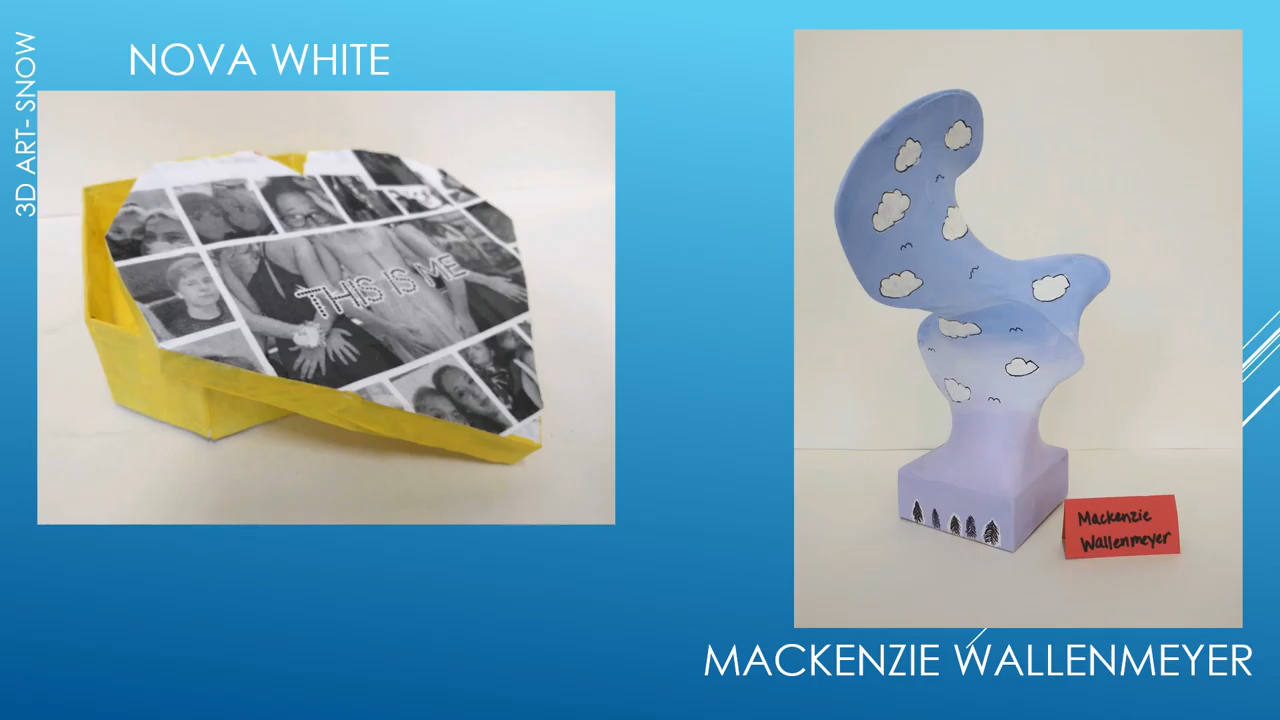 3D ART- SNOW
NOVA WHITE
THIS IS ME
Mackenzie
Wallenmeyer
MACKENZIE WALLENMEYER